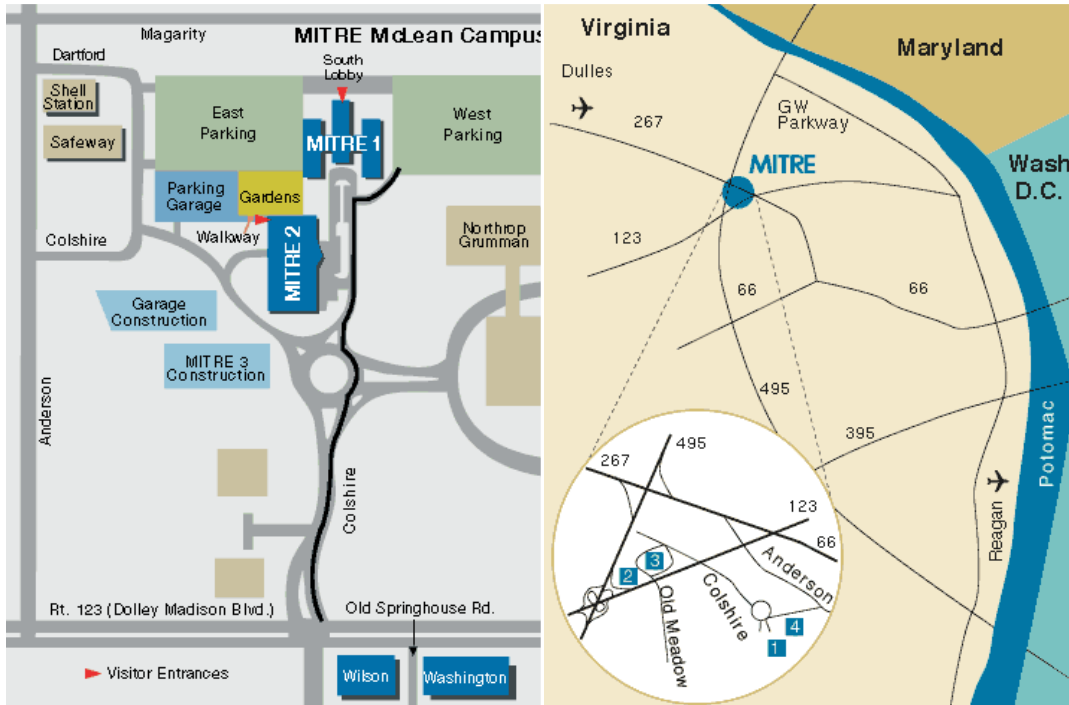 Magarity
MITRE McLean Campus
Dartford
South
Lobby
Shell
Station
East
Parking
West
Parking
MITRE 1
Safeway
Parking
Garage
Gardens
Northrop
Grumman
Colshire
Walkway
MITRE 2
Garage
Construction
MITRE 3
Construction
Anderson
Colshire
Rt. 123 (Dolley Madison Blvd.)
Old Springhouse Rd.
Visitor Entrances
Wilson
Washington
Virginia
Maryland
Dulles
GW
Parkway
267
MITRE
Wash
D.C.
123
66
66
495
395
Potomac
Reagan
495
267
123
66
Anderson
3
2
Colshire
Old Meadow
4
1